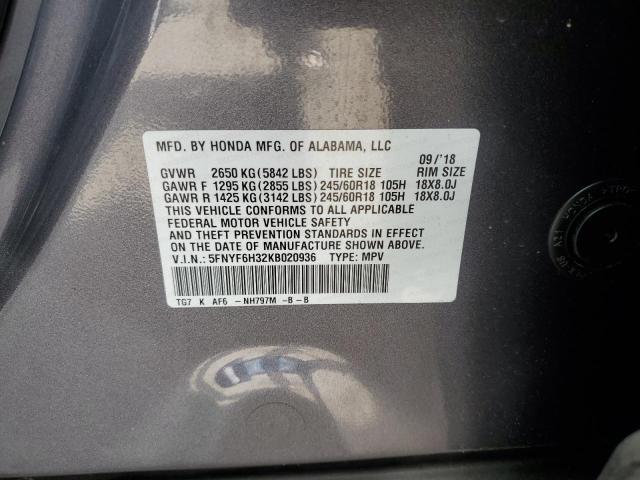 MFD. BY HONDA MFG. OF ALABAMA, LLC 09/'18
GVWR 2650 KG(5842 LBS) TIRE SIZE RIM SIZE
GAWR F 1295 KG(2855 LBS)245/60R18 105H 18X8.0J
GAWR R 1425 KG(3142 LBS)245/60R18 105H 18X8.0J
THIS VEHICLE CONFORMS TO ALL APPLICABLE
FEDERAL MOTOR VEHICLE SAFETY
AND THEFT PREVENTION STANDARDS IN EFFECT
ON THE DATE OF MANUFACTURE SHOWN ABOVE.
V.I.N.: 5FNYF6H32KB020936 TYPE: MPV
TG7 K AF6 -NH797M -B-B
HONDA